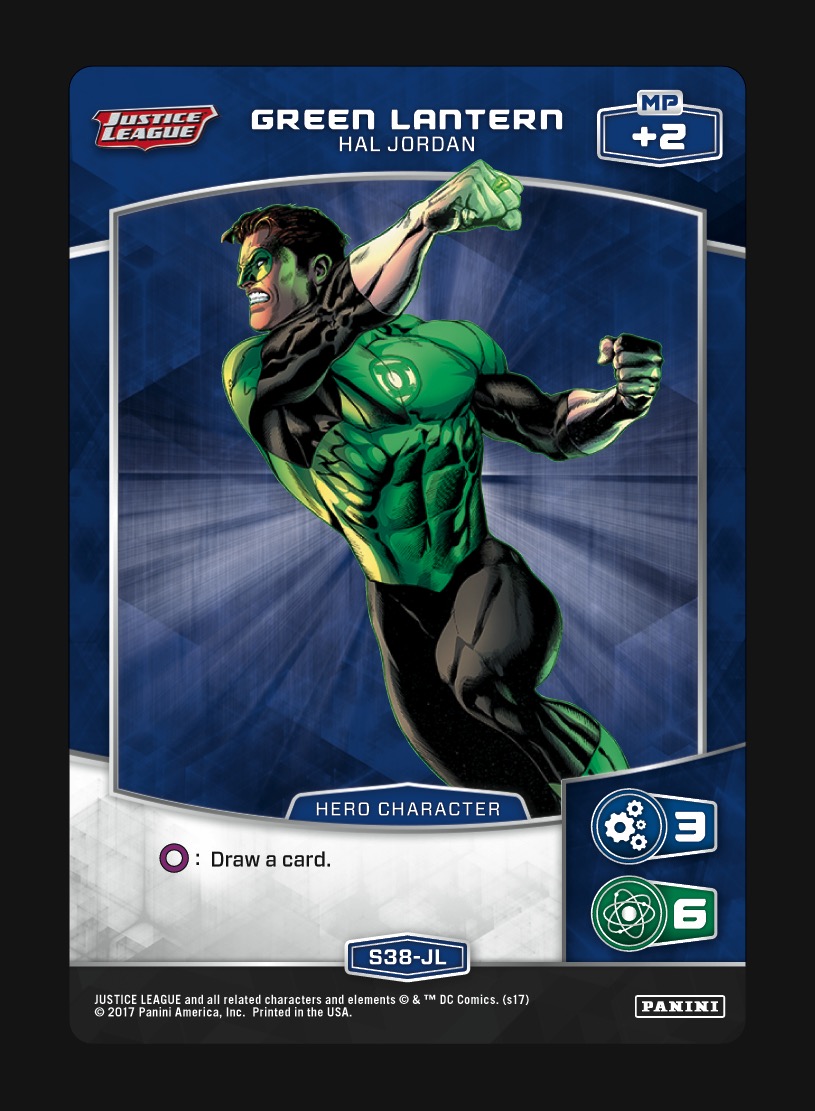 JUSTICE LEAGUE
GREEN LANTERN
HAL JORDAN
MP
+2
HERO CHARACTER
3
: Draw a card.
6
S38-JL
JUSTICE LEAGUE and all related characters and elements © & ™ DC Comics. (s17)
© 2017 Panini America, Inc. Printed in the USA.
PANINI